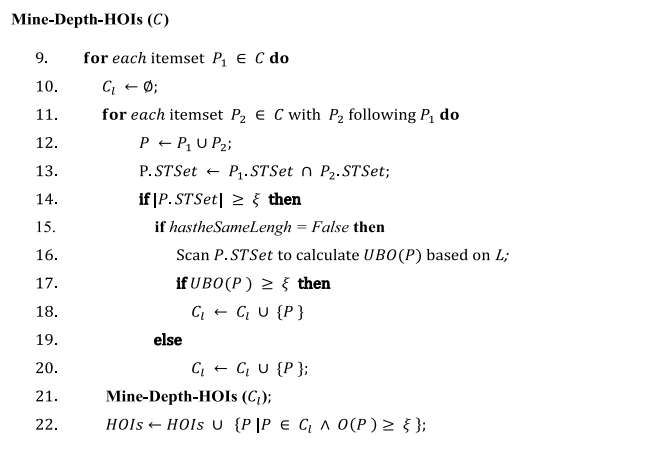 Mine-Depth-HOIs (C)
9. for each itemset P₁ ∈ C do
10. Cₗ ← Ø;
11. for each itemset P₂ ∈ C with P₂ following P₁ do
12. P ← P₁ ∪ P₂;
13. P.STSet ← P₁.STSet ∩ P₂.STSet;
14. if |P.STSet| ≥ ξ then
15. if hastheSameLengh = False then
16. Scan P.STSet to calculate UBO(P) based on L;
17. if UBO(P ) ≥ ξ then
18. Cₗ ← Cₗ ∪ {P }
19. else
20. Cₗ ← Cₗ ∪ {P };
21. Mine-Depth-HOIs (Cₗ);
22. HOIs ← HOIs ∪ {P |P ∈ Cₗ ∧ O(P ) ≥ ξ };